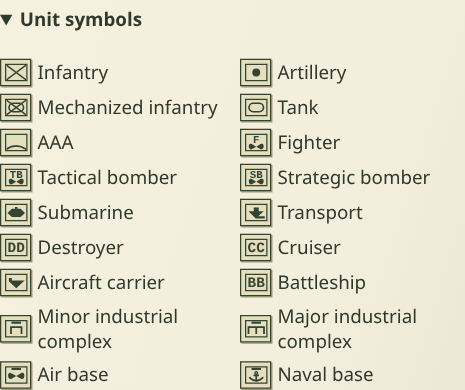 ▼ Unit symbols
Infantry
Artillery
Mechanized infantry
Tank
AAA
F Fighter
TB Tactical bomber
SB Strategic bomber
Submarine
Transport
DD Destroyer
CC Cruiser
Aircraft carrier
BB Battleship
Minor industrial
complex
Major industrial
complex
Air base
Naval base